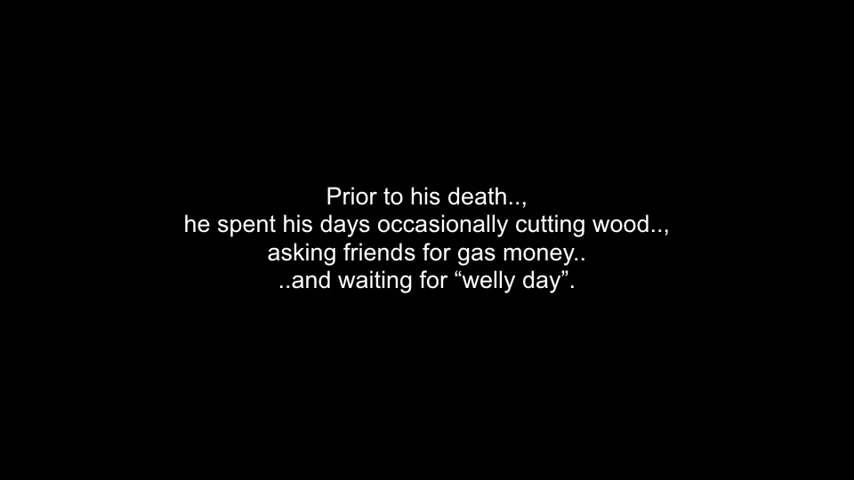 Prior to his death..,
he spent his days occasionally cutting wood..,
asking friends for gas money..
..and waiting for “welly day”.